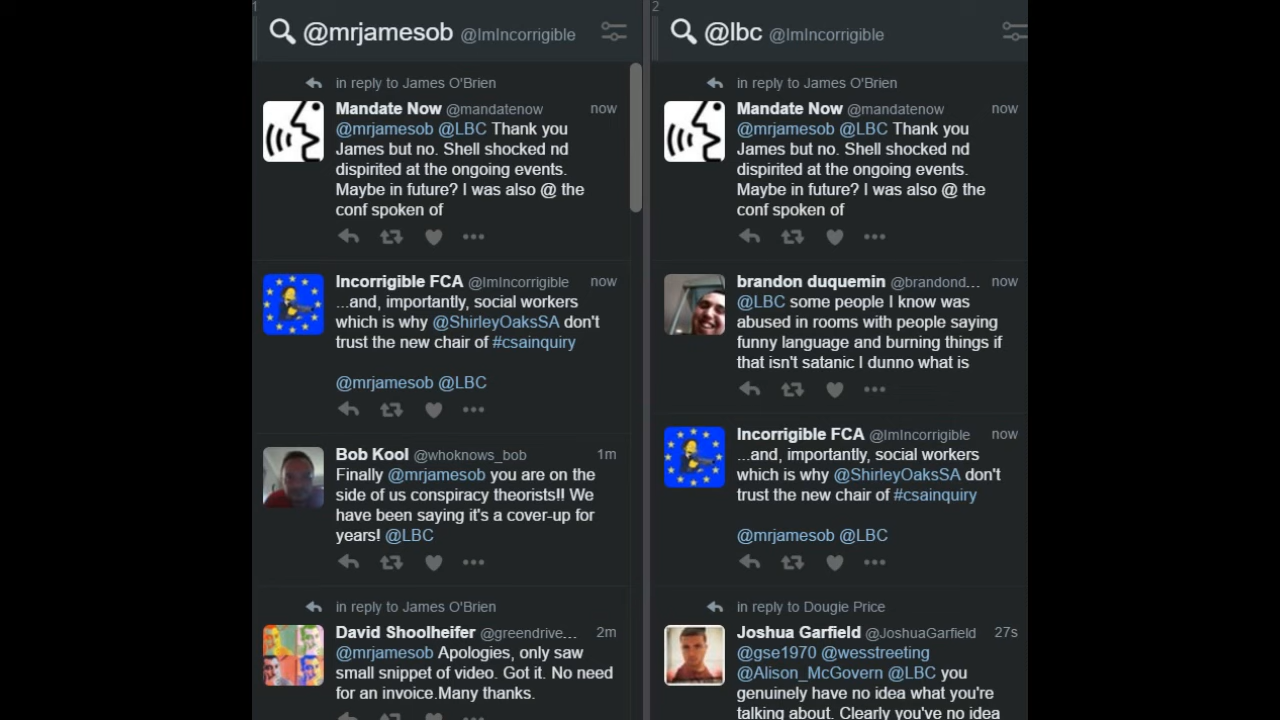 1
@mrjamesob @ImIncorrigible
in reply to James O'Brien
Mandate Now @mandatenow now
@mrjamesob @LBC Thank you
James but no. Shell shocked nd
dispirited at the ongoing events.
Maybe in future? I was also @ the
conf spoken of
Incorrigible FCA @ImIncorrigible now
...and, importantly, social workers
which is why @ShirleyOaksSA don't
trust the new chair of #csainquiry
@mrjamesob @LBC
Bob Kool @whoknows_bob 1m
Finally @mrjamesob you are on the
side of us conspiracy theorists!! We
have been saying it's a cover-up for
years! @LBC
in reply to James O'Brien
David Shoolheifer @greendrive... 2m
@mrjamesob Apologies, only saw
small snippet of video. Got it. No need
for an invoice.Many thanks.
2
@lbc @ImIncorrigible
in reply to James O'Brien
Mandate Now @mandatenow now
@mrjamesob @LBC Thank you
James but no. Shell shocked nd
dispirited at the ongoing events.
Maybe in future? I was also @ the
conf spoken of
brandon duquemin @brandond... now
@LBC some people I know was
abused in rooms with people saying
funny language and burning things if
that isn't satanic I dunno what is
Incorrigible FCA @ImIncorrigible now
...and, importantly, social workers
which is why @ShirleyOaksSA don't
trust the new chair of #csainquiry
@mrjamesob @LBC
in reply to Dougie Price
Joshua Garfield @JoshuaGarfield 27s
@gse1970 @wesstreeting
@Alison_McGovern @LBC you
genuinely have no idea what you're
talking about. Clearly you've no idea